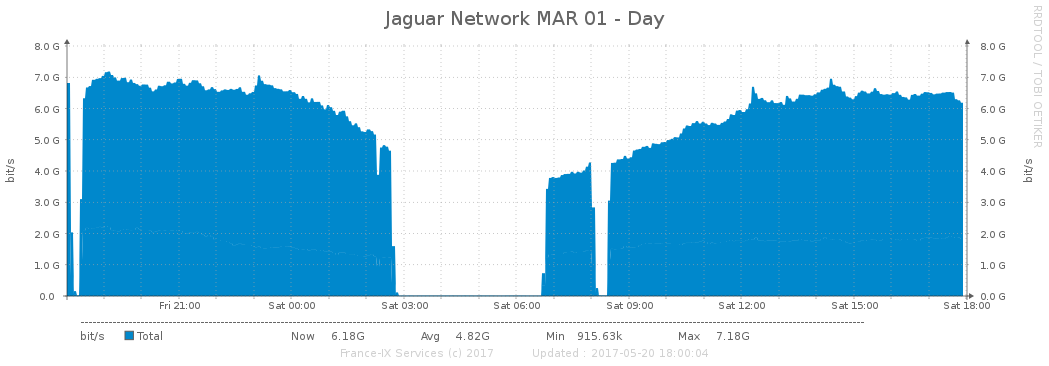 Jaguar Network MAR 01 - Day
RRDTOOL / TOBI OETIKER
bit/s
bit/s
8.0 G 8.0 G
7.0 G 7.0 G
6.0 G 6.0 G
5.0 G 5.0 G
4.0 G 4.0 G
3.0 G 3.0 G
2.0 G 2.0 G
1.0 G 1.0 G
0.0 0.0 G
Fri 21:00 Sat 00:00 Sat 03:00 Sat 06:00 Sat 09:00 Sat 12:00 Sat 15:00 Sat 18:00
bit/s Total Now 6.18G Avg 4.82G Min 915.63k Max 7.18G
France-IX Services (c) 2017 Updated : 2017-05-20 18:00:04